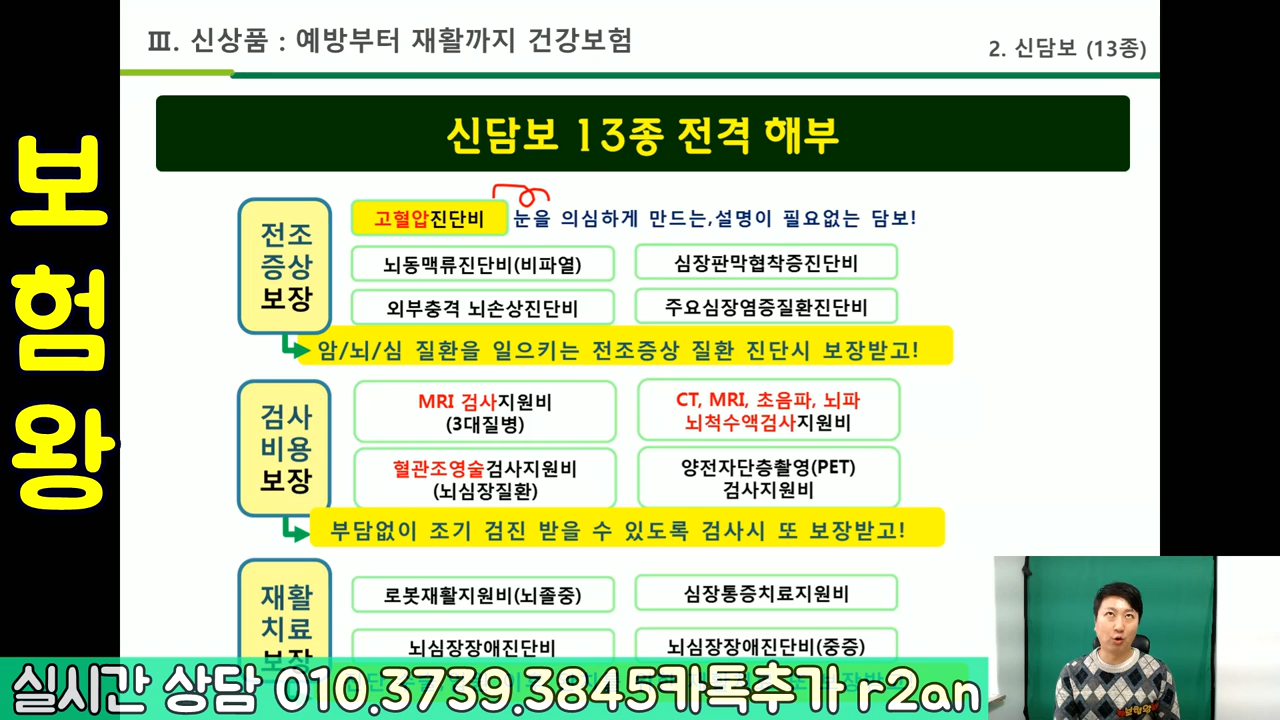 III. 신상품 : 예방부터 재활까지 건강보험
2. 신담보 (13종)
신담보 13종 전격 해부
보험왕
전조
증상
보장
고혈압진단비
눈을 의심하게 만드는,설명이 필요없는 담보!
뇌동맥류진단비(비파열)
심장판막협착증진단비
외부충격 뇌손상진단비
주요심장염증질환진단비
암/뇌/심 질환을 일으키는 전조증상 질환 진단시 보장받고!
검사
비용
보장
MRI 검사지원비
(3대질병)
CT, MRI, 초음파, 뇌파
뇌척수액검사지원비
혈관조영술검사지원비
(뇌심장질환)
양전자단층촬영(PET)
검사지원비
부담없이 조기 검진 받을 수 있도록 검사시 또 보장받고!
재활
치료
보장
로봇재활지원비(뇌졸중)
심장통증치료지원비
뇌심장장애진단비
뇌심장장애진단비(중증)
실시간 상담 010.3739.3845카톡추가 r2an